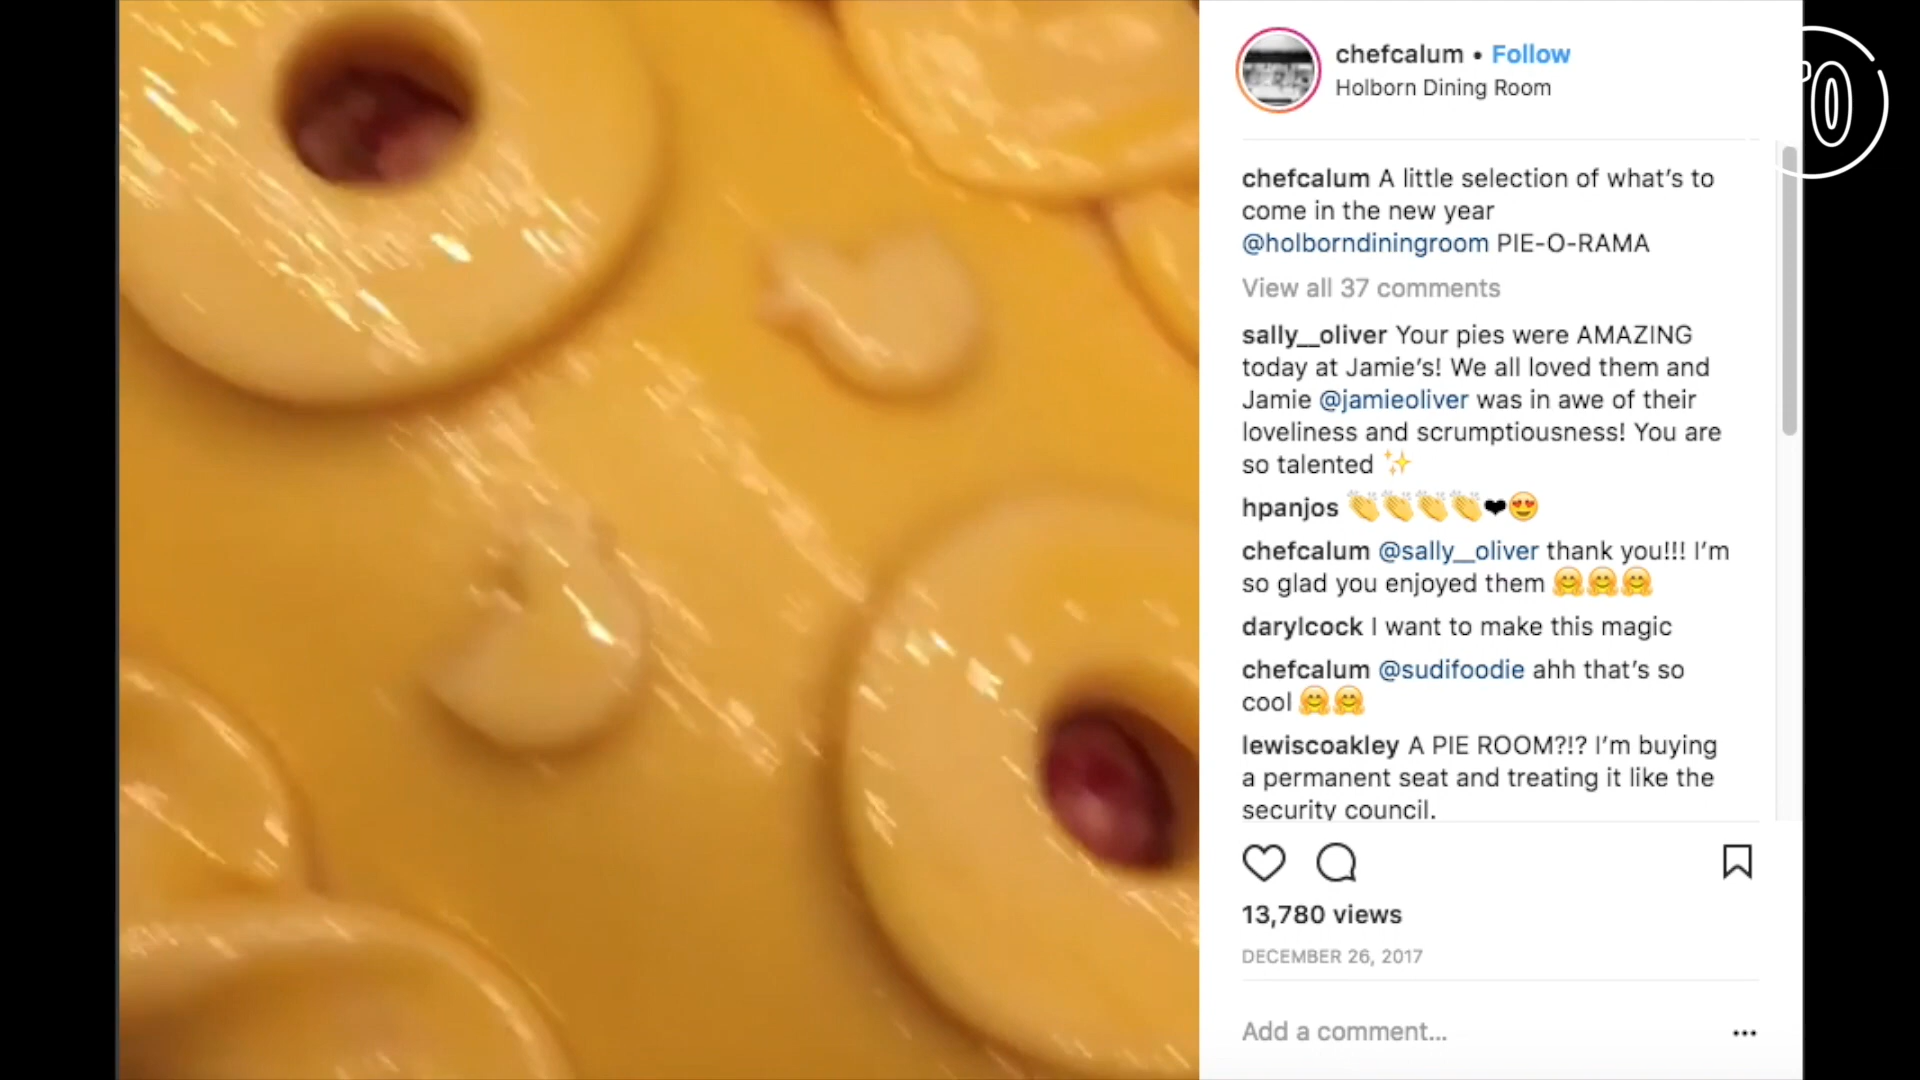 chefcalum • Follow
Holborn Dining Room
chefcalum A little selection of what's to
come in the new year
@holborndiningroom PIE-O-RAMA
View all 37 comments
sally__oliver Your pies were AMAZING
today at Jamie's! We all loved them and
Jamie @jamieoliver was in awe of their
loveliness and scrumptiousness! You are
so talented ✨
hpanjos 👏👏👏👏❤😍
chefcalum @sally__oliver thank you!!! I'm
so glad you enjoyed them 🤗🤗🤗
darylcock I want to make this magic
chefcalum @sudifoodie ahh that's so
cool 🤗🤗
lewiscoakley A PIE ROOM?!? I'm buying
a permanent seat and treating it like the
security council.
13,780 views
DECEMBER 26, 2017
Add a comment...